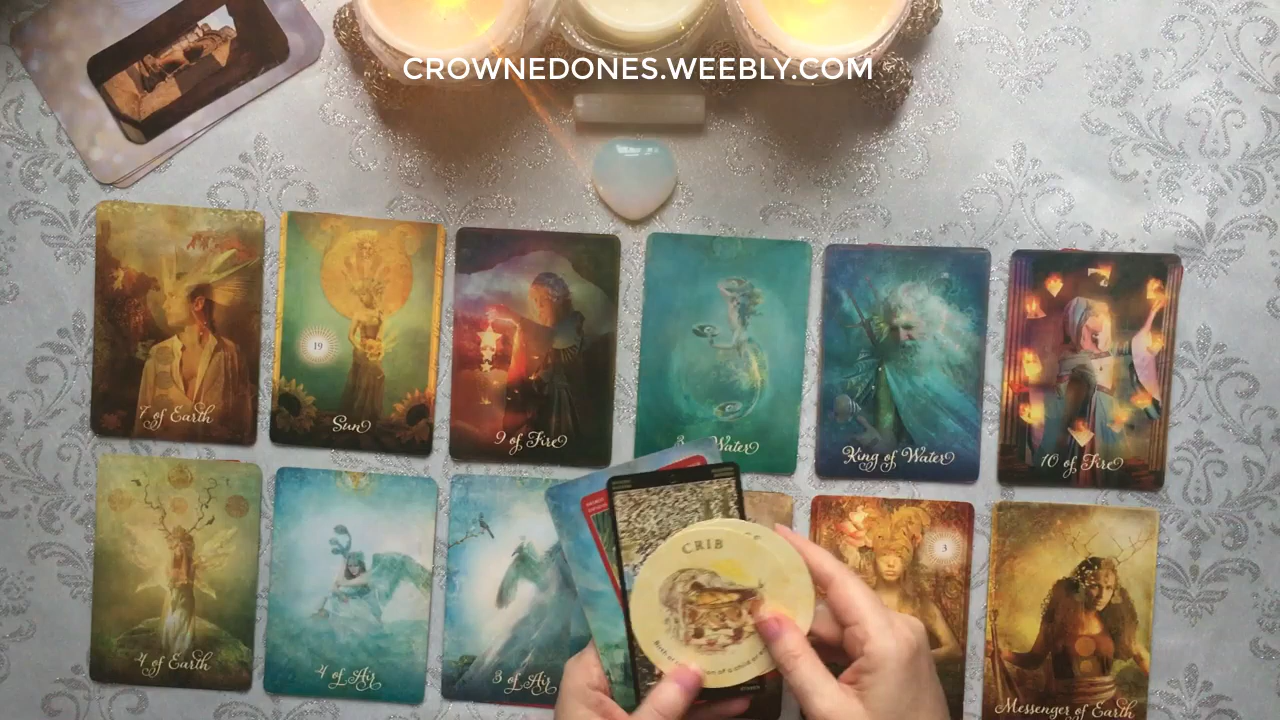 CROWNEDONES.WEEBLY.COM
7 of Earth
19
Sun
9 of Fire
Water
King of Water
10 of Fire
4 of Earth
4 of Air
3 of Air
CRIB
3
Messenger of Earth